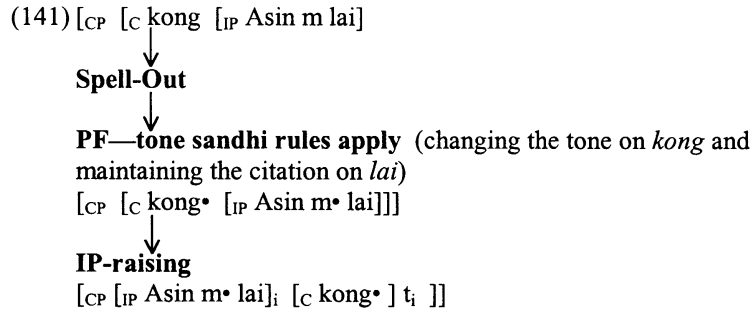 (141) [CP [C kong [IP Asin m lai]
Spell-Out
PF—tone sandhi rules apply (changing the tone on kong and
maintaining the citation on lai)
[CP [C kong• [IP Asin m• lai]]]
IP-raising
[CP [IP Asin m• lai]i [C kong• ] ti ]]